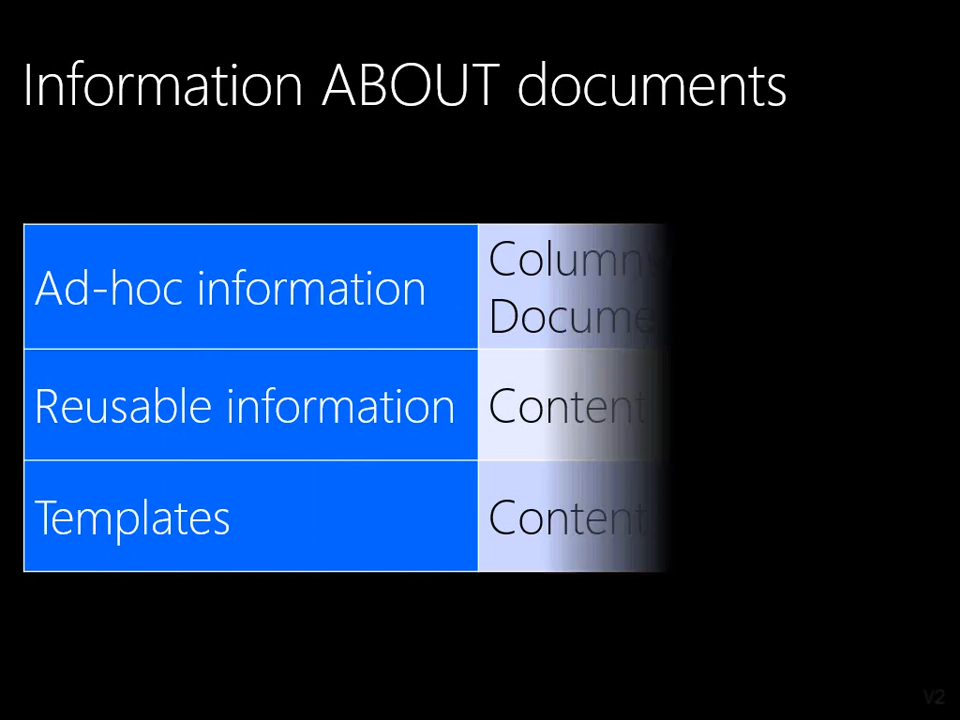 Information ABOUT documents
Ad-hoc information
Reusable information
Content
Templates
Content
V2